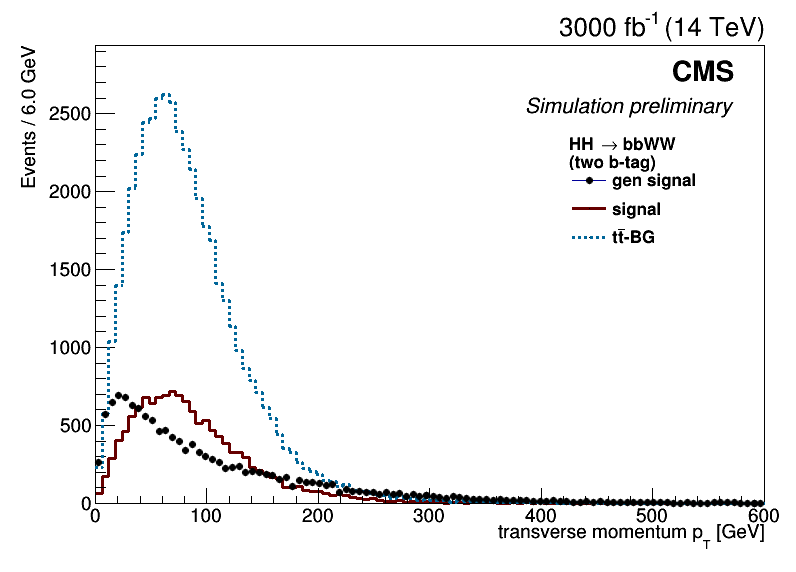 3000 fb-1 (14 TeV)
CMS
Simulation preliminary
HH → bbWW
(two b-tag)
gen signal
signal
tt̄-BG
Events / 6.0 GeV
2500
2000
1500
1000
500
0
0 100 200 300 400 500 600
transverse momentum pT [GeV]